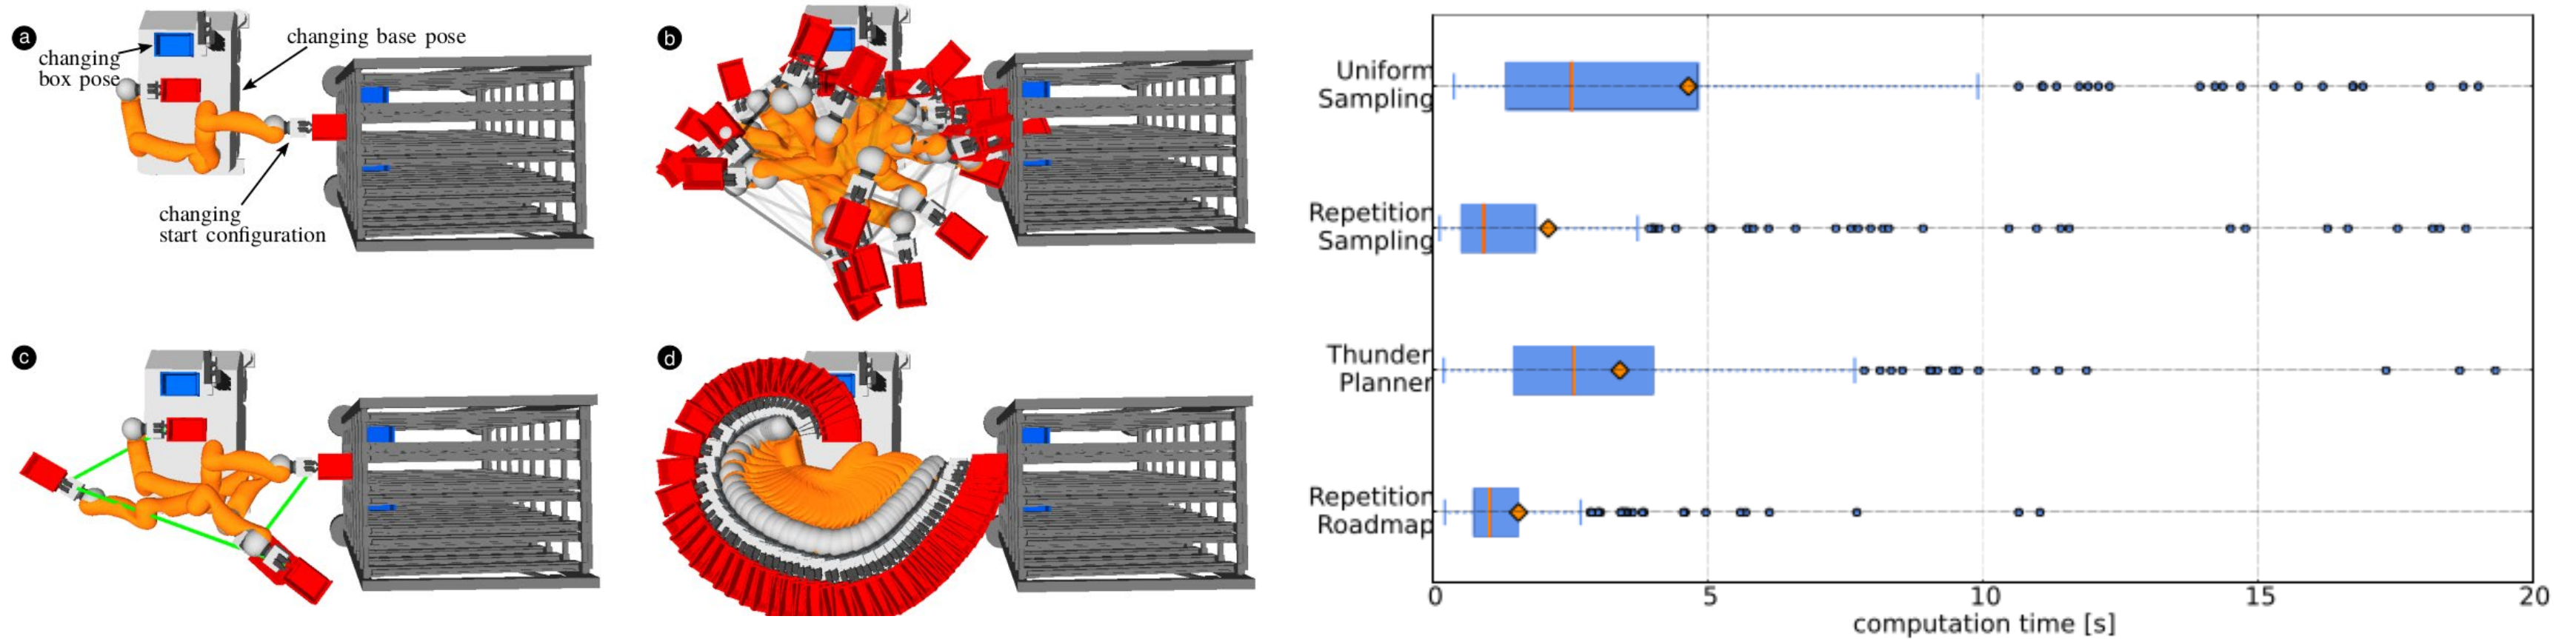 a
changing base pose
changing
box pose
changing
start configuration
b
c
d
Uniform
Sampling
Repetition
Sampling
Thunder
Planner
Repetition
Roadmap
0 5 10 15 20
computation time [s]